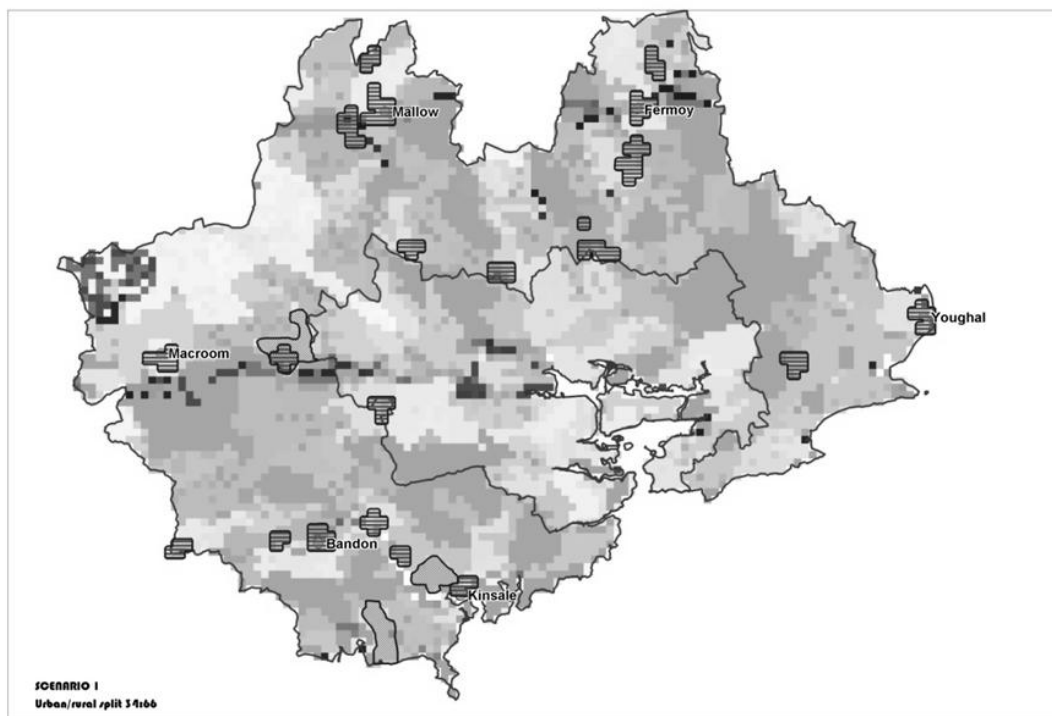 Mallow
Fermoy
Youghal
Macroom
Bandon
Kinsale
SCENARIO 1
Urban/rural split 34:66